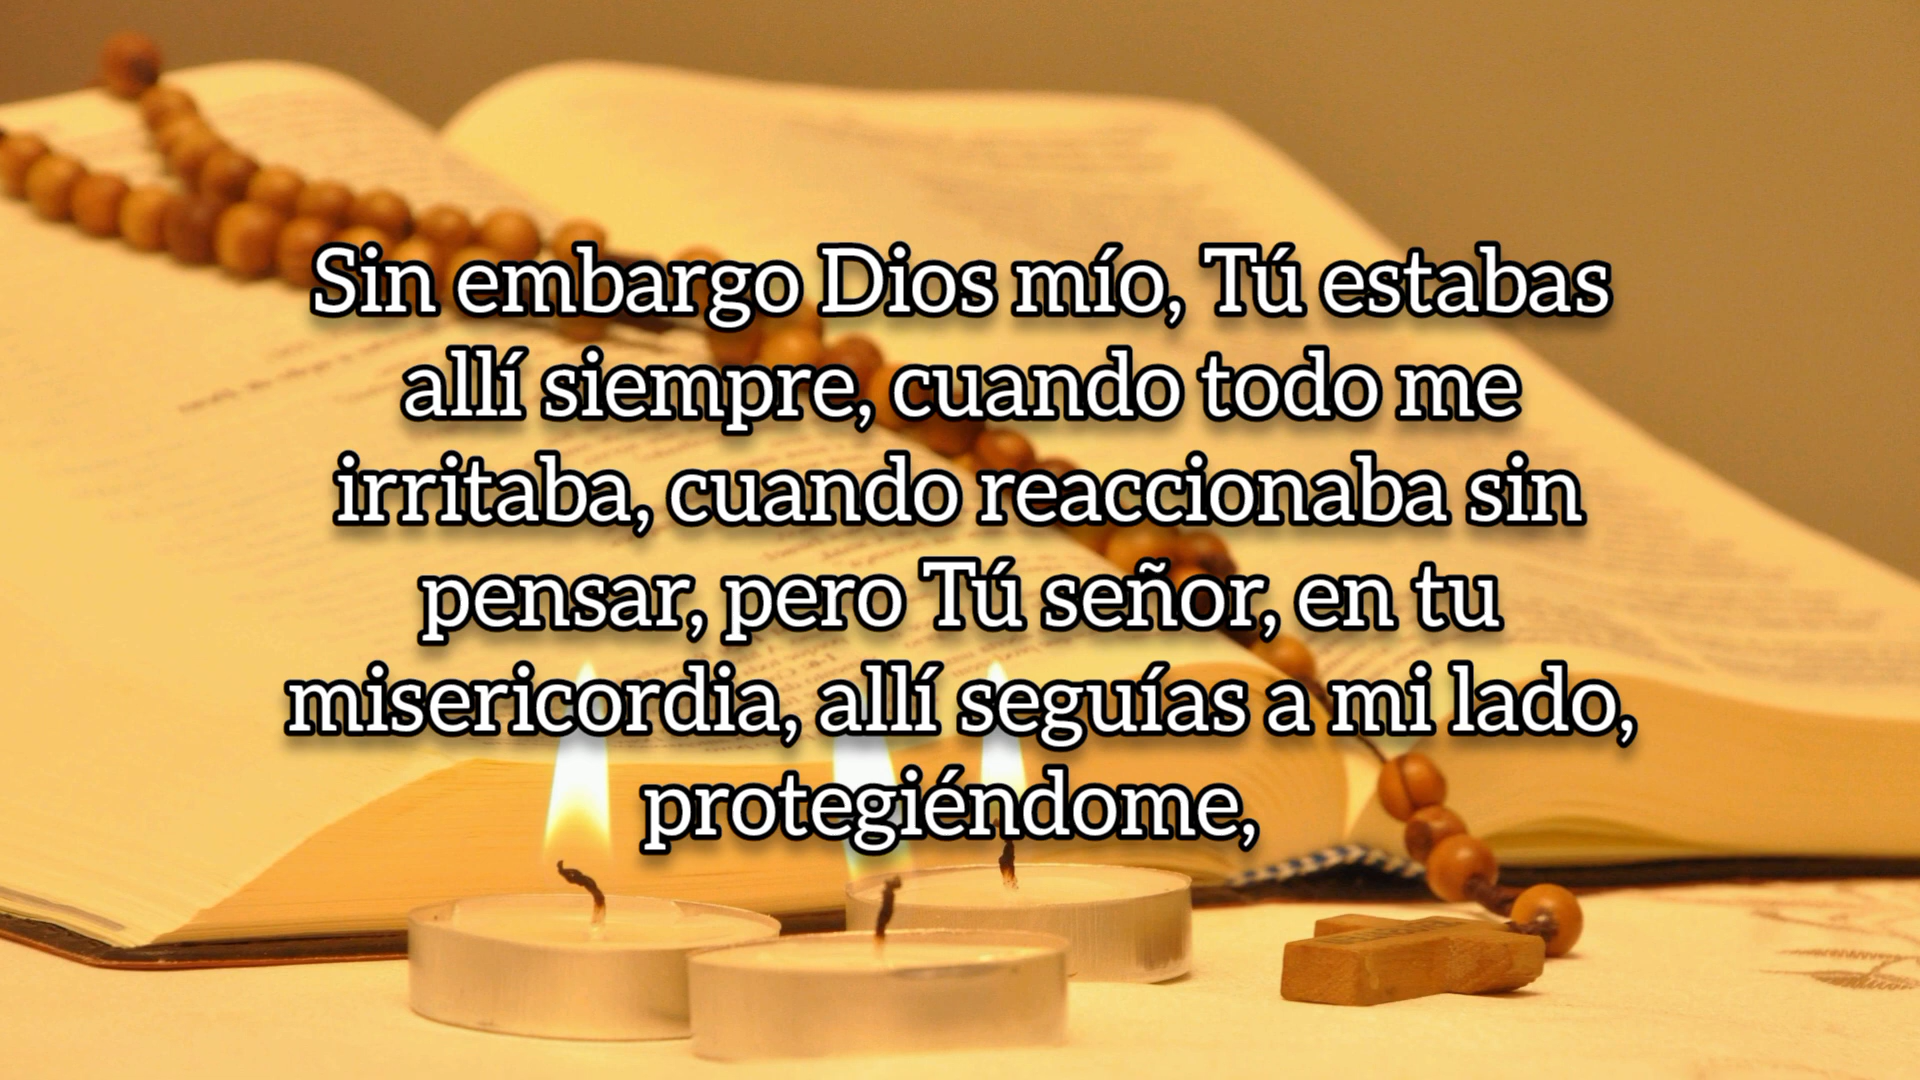 Sin embargo Dios mío, Tú estabas
allí siempre, cuando todo me
irritaba, cuando reaccionaba sin
pensar, pero Tú señor, en tu
misericordia, allí seguías a mi lado,
protegiéndome,